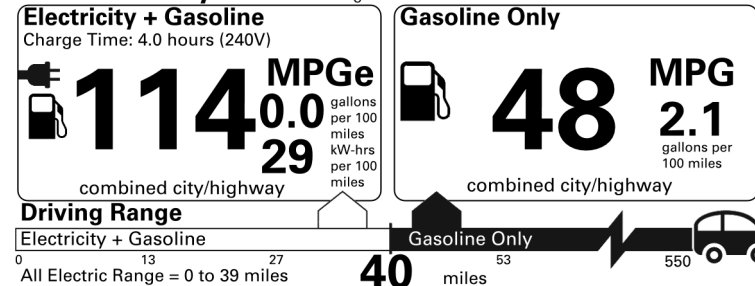 Electricity + Gasoline
Charge Time: 4.0 hours (240V)
114
MPGe
0.0
gallons
per 100
miles
29
kW-hrs
per 100
miles
combined city/highway
Gasoline Only
48
MPG
2.1
gallons per
100 miles
combined city/highway
Driving Range
Electricity + Gasoline
Gasoline Only
0 13 27 40 53 550
All Electric Range = 0 to 39 miles
miles